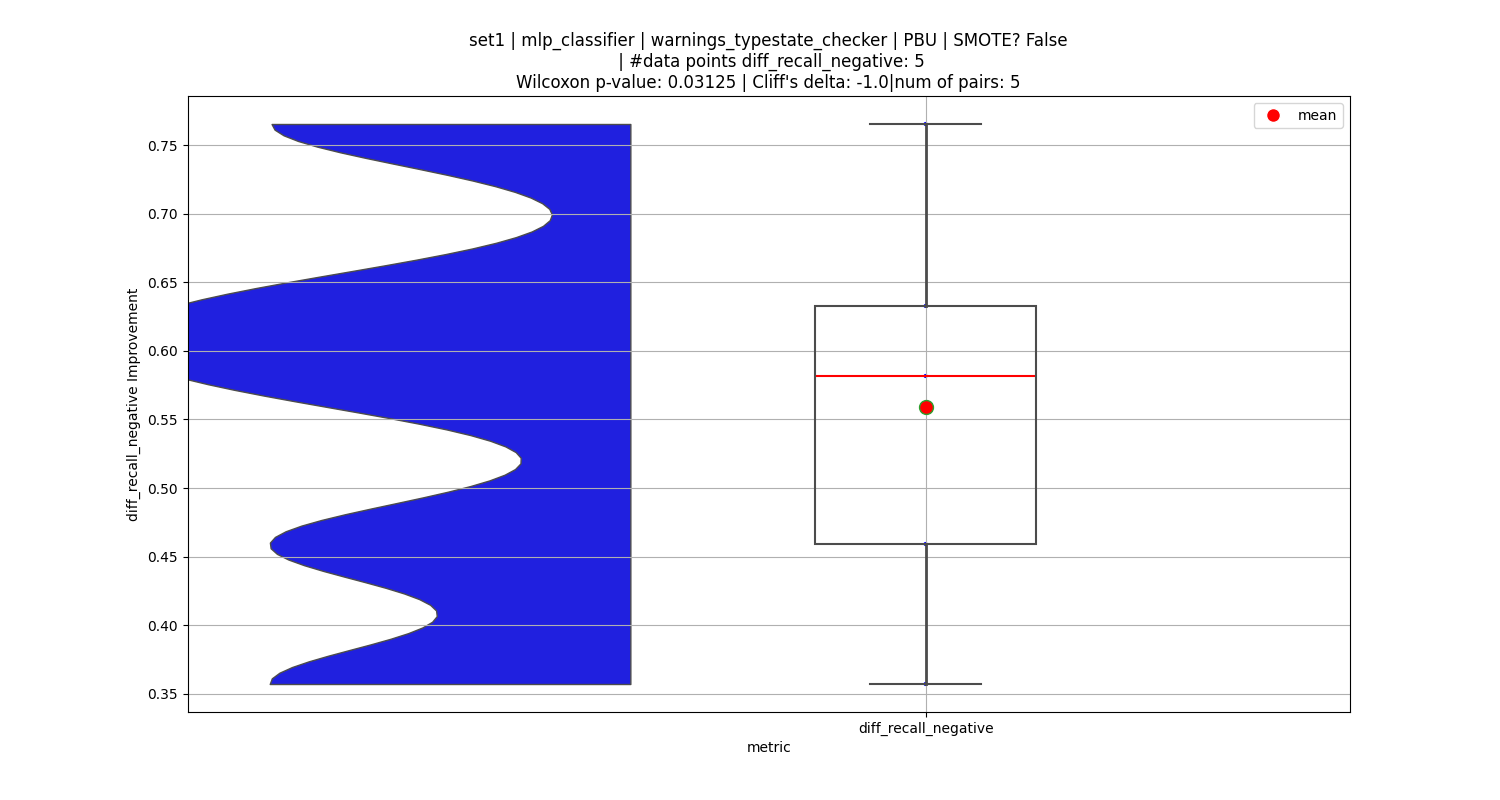 set1 | mlp_classifier | warnings_typestate_checker | PBU | SMOTE? False
| #data points diff_recall_negative: 5
Wilcoxon p-value: 0.03125 | Cliff's delta: -1.0|num of pairs: 5
mean
0.75
0.70
0.65
0.60
0.55
0.50
0.45
0.40
0.35
diff_recall_negative Improvement
diff_recall_negative
metric